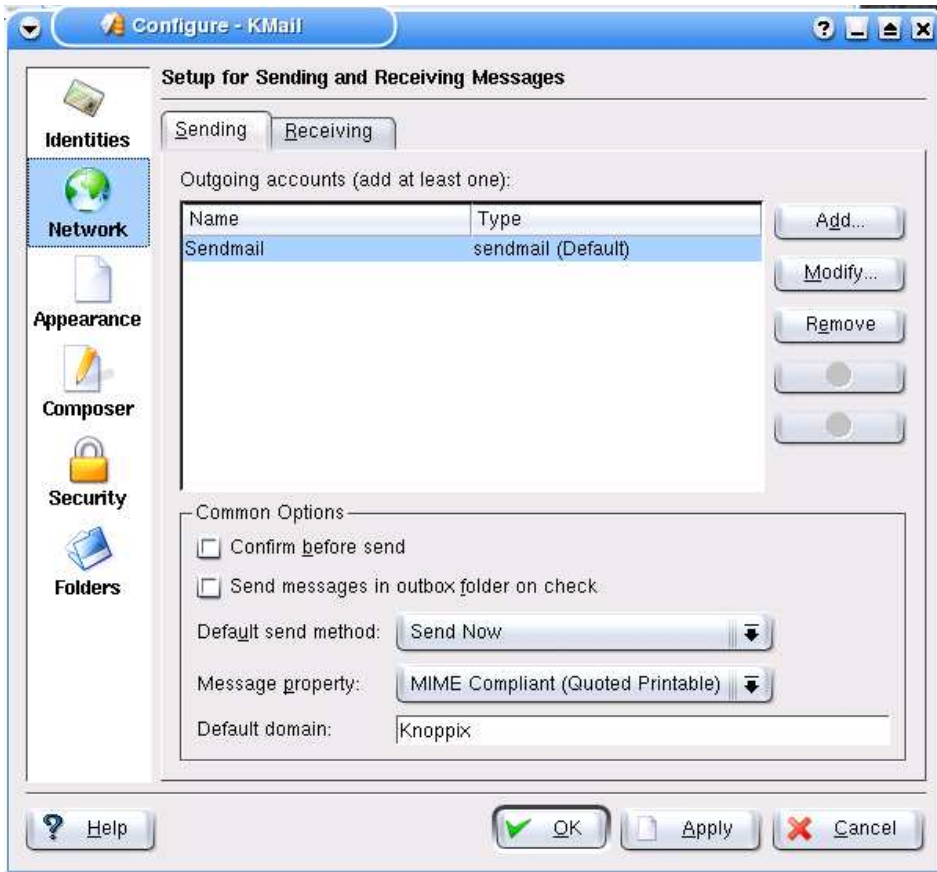 Configure - KMail
Setup for Sending and Receiving Messages
Identities
Network
Appearance
Composer
Security
Folders
Sending
Receiving
Outgoing accounts (add at least one):
Name Type
Sendmail sendmail (Default)
Add...
Modify...
Remove
Common Options
Confirm before send
Send messages in outbox folder on check
Default send method: Send Now
Message property: MIME Compliant (Quoted Printable)
Default domain: Knoppix
Help
OK
Apply
Cancel